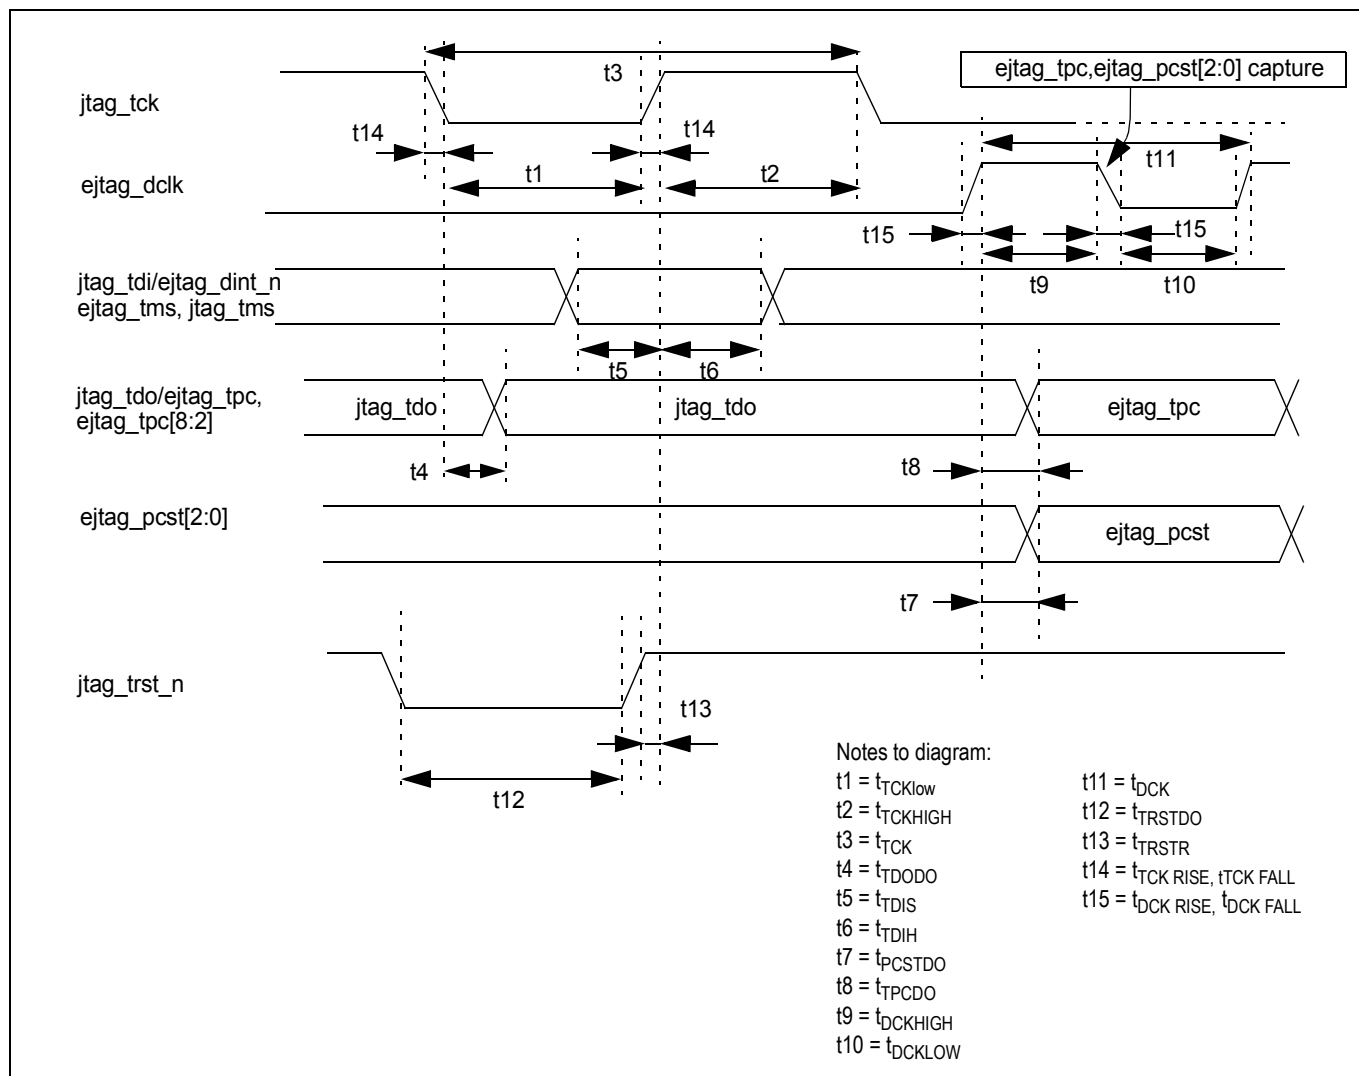 t3
ejtag_tpc,ejtag_pcst[2:0] capture
jtag_tck
t14
t14
t11
t1
t2
ejtag_dclk
t15
t15
jtag_tdi/ejtag_dint_n
ejtag_tms, jtag_tms
t9
t10
t5
t6
jtag_tdo/ejtag_tpc,
ejtag_tpc[8:2]
jtag_tdo
jtag_tdo
ejtag_tpc
t4
t8
ejtag_pcst[2:0]
ejtag_pcst
t7
jtag_trst_n
t13
t12
Notes to diagram:
t1 = tTCKlow
t2 = tTCKHIGH
t3 = tTCK
t4 = tTDODO
t5 = tTDIS
t6 = tTDIH
t7 = tPCSTDO
t8 = tTPCDO
t9 = tDCKHIGH
t10 = tDCKLOW
t11 = tDCK
t12 = tTRSTDO
t13 = tTRSTR
t14 = tTCK RISE, tTCK FALL
t15 = tDCK RISE, tDCK FALL